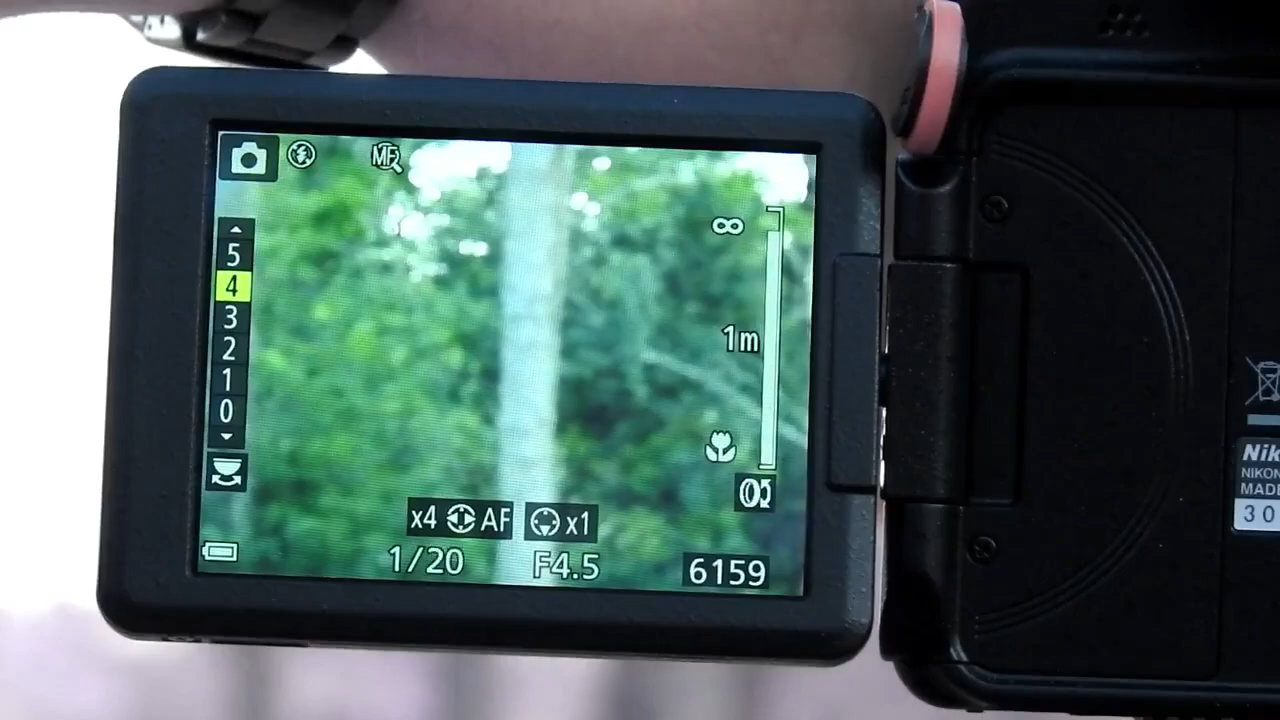 MF
5
4
3
2
1
0
∞
1m
x4 AF x1
1/20 F4.5 6159
Nik
NIKON
MADE
30